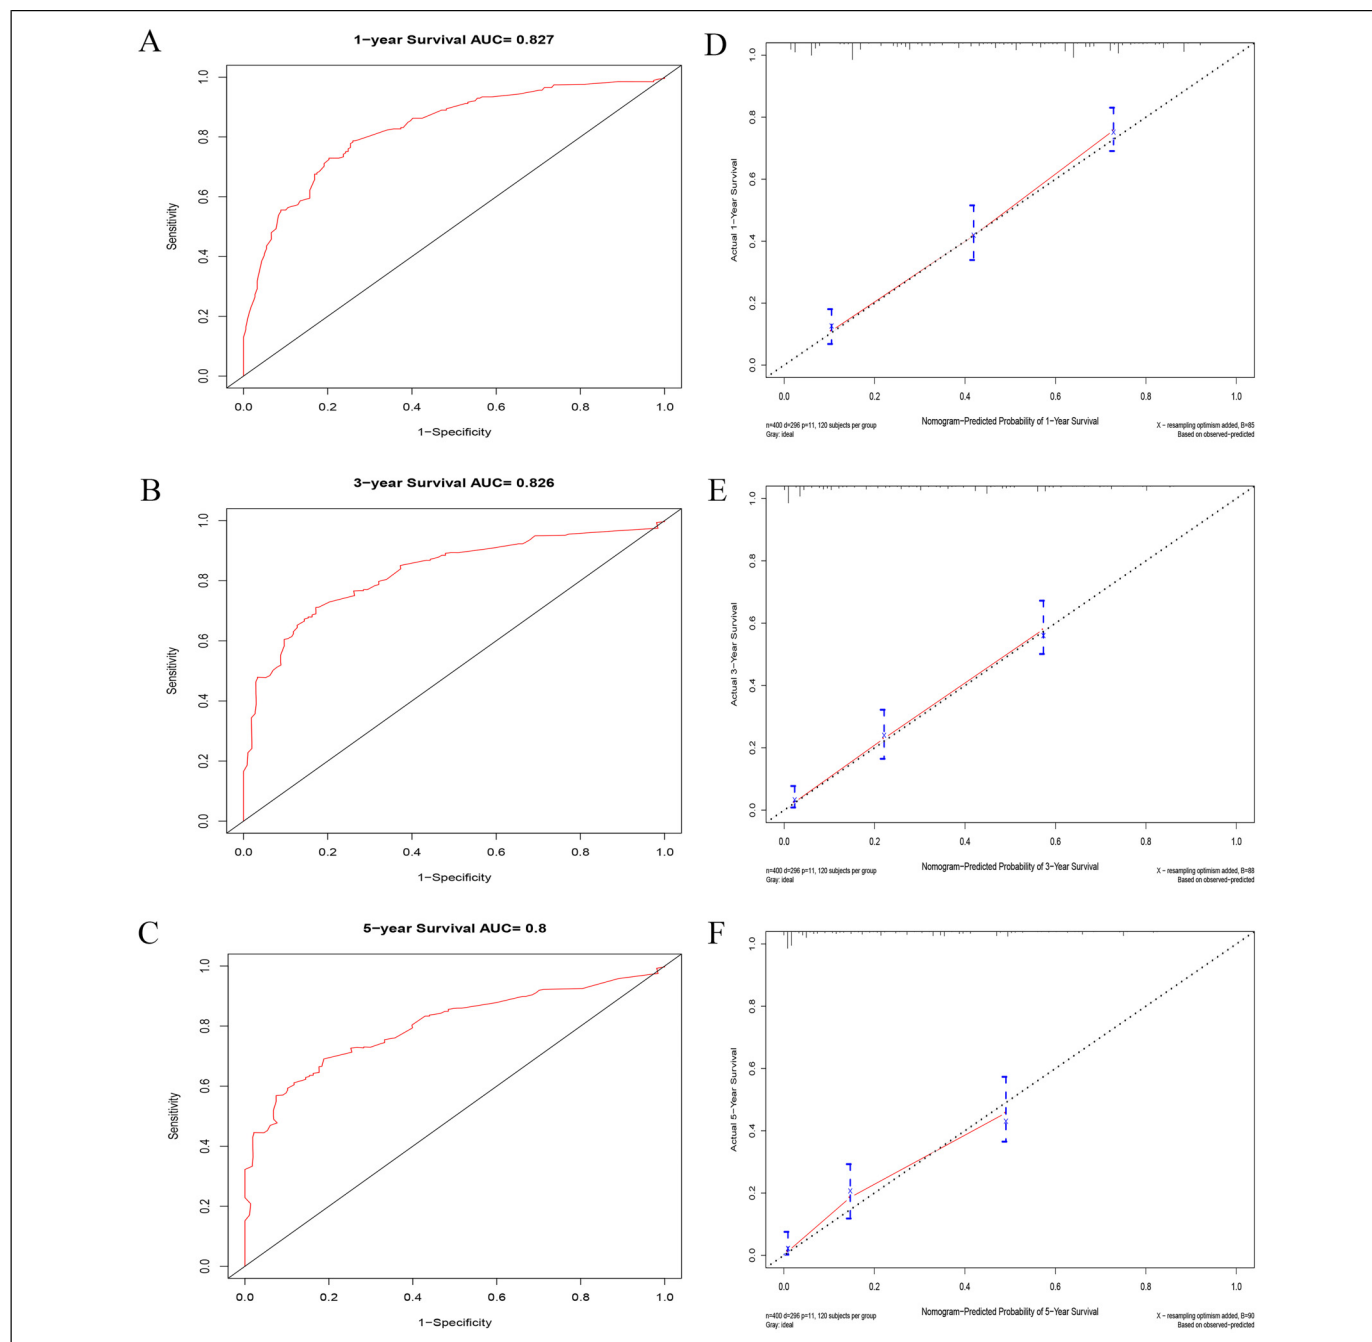 A
1-year Survival AUC= 0.827
Sensitivity
0.0 0.2 0.4 0.6 0.8 1.0
0.0 0.2 0.4 0.6 0.8 1.0
1-Specificity
D
Actual 1-Year Survival
0.0 0.2 0.4 0.6 0.8 1.0
0.0 0.2 0.4 0.6 0.8 1.0
n=400 d=296 p=11, 120 subjects per group
Gray: ideal
Nomogram-Predicted Probability of 1-Year Survival
X - resampling optimism added, B=85
Based on observed-predicted
B
3-year Survival AUC= 0.826
Sensitivity
0.0 0.2 0.4 0.6 0.8 1.0
0.0 0.2 0.4 0.6 0.8 1.0
1-Specificity
E
Actual 3-Year Survival
0.0 0.2 0.4 0.6 0.8 1.0
0.0 0.2 0.4 0.6 0.8 1.0
n=400 d=296 p=11, 120 subjects per group
Gray: ideal
Nomogram-Predicted Probability of 3-Year Survival
X - resampling optimism added, B=88
Based on observed-predicted
C
5-year Survival AUC= 0.8
Sensitivity
0.0 0.2 0.4 0.6 0.8 1.0
0.0 0.2 0.4 0.6 0.8 1.0
1-Specificity
F
Actual 5-Year Survival
0.0 0.2 0.4 0.6 0.8 1.0
0.0 0.2 0.4 0.6 0.8 1.0
n=400 d=296 p=11, 120 subjects per group
Gray: ideal
Nomogram-Predicted Probability of 5-Year Survival
X - resampling optimism added, B=90
Based on observed-predicted